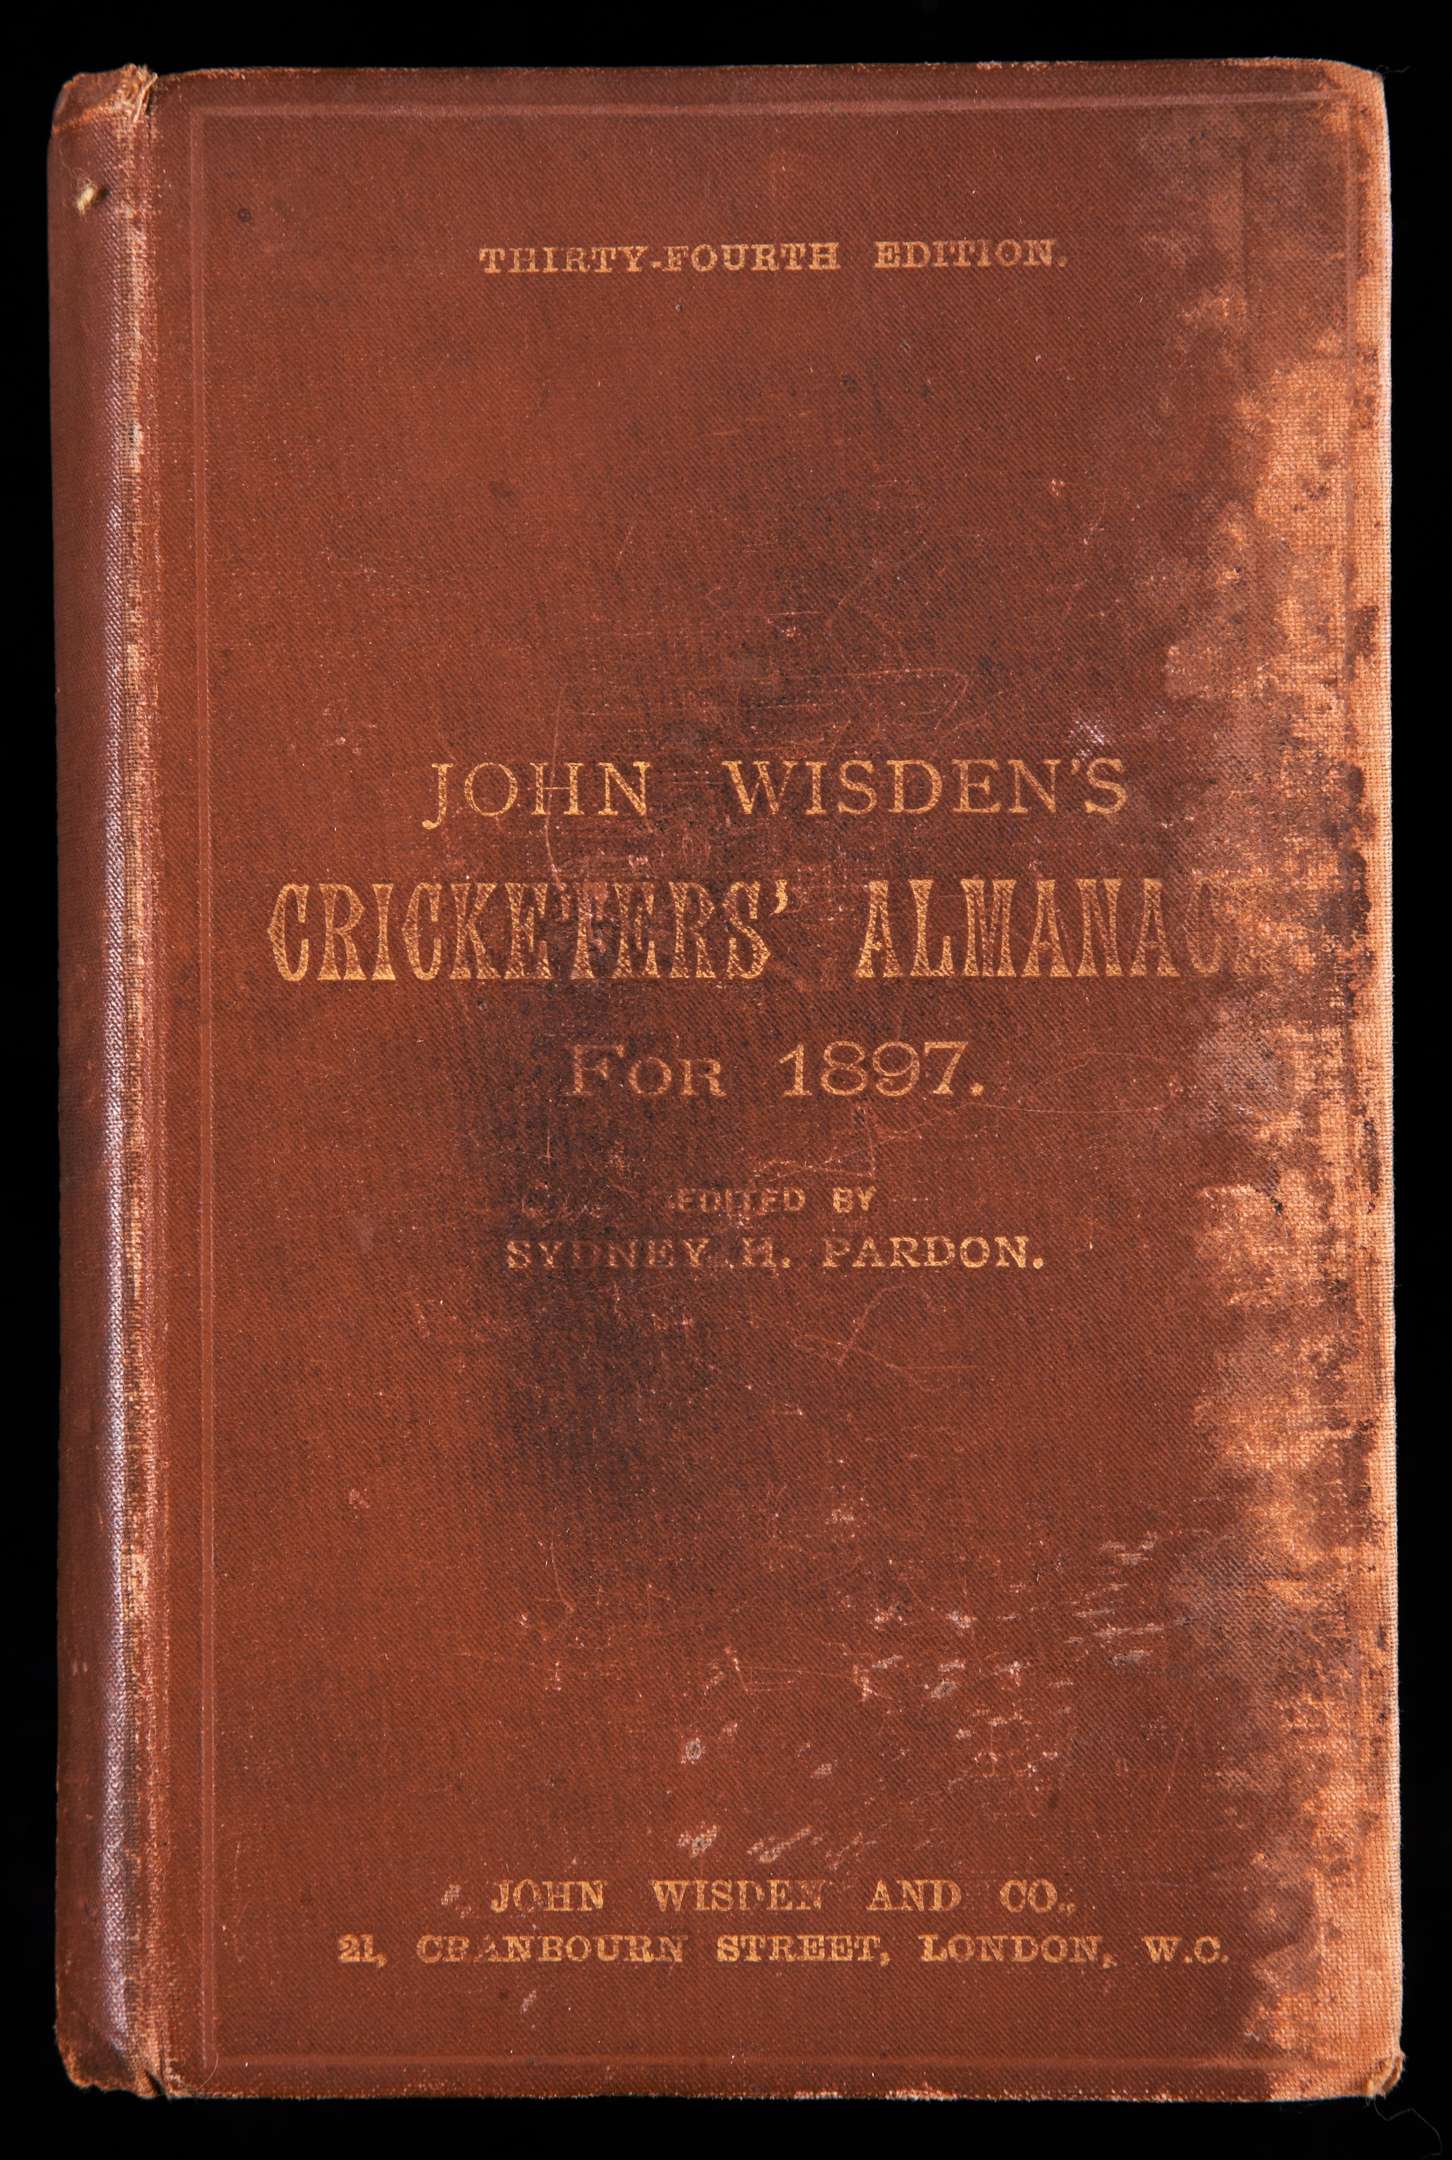 THIRTY-FOURTH EDITION.
JOHN WISDEN'S
CRICKETERS' ALMANACK
FOR 1897.
EDITED BY
SYDNEY H. PARDON.
JOHN WISDEN AND CO.,
21, CRANBOURN STREET, LONDON, W.C.